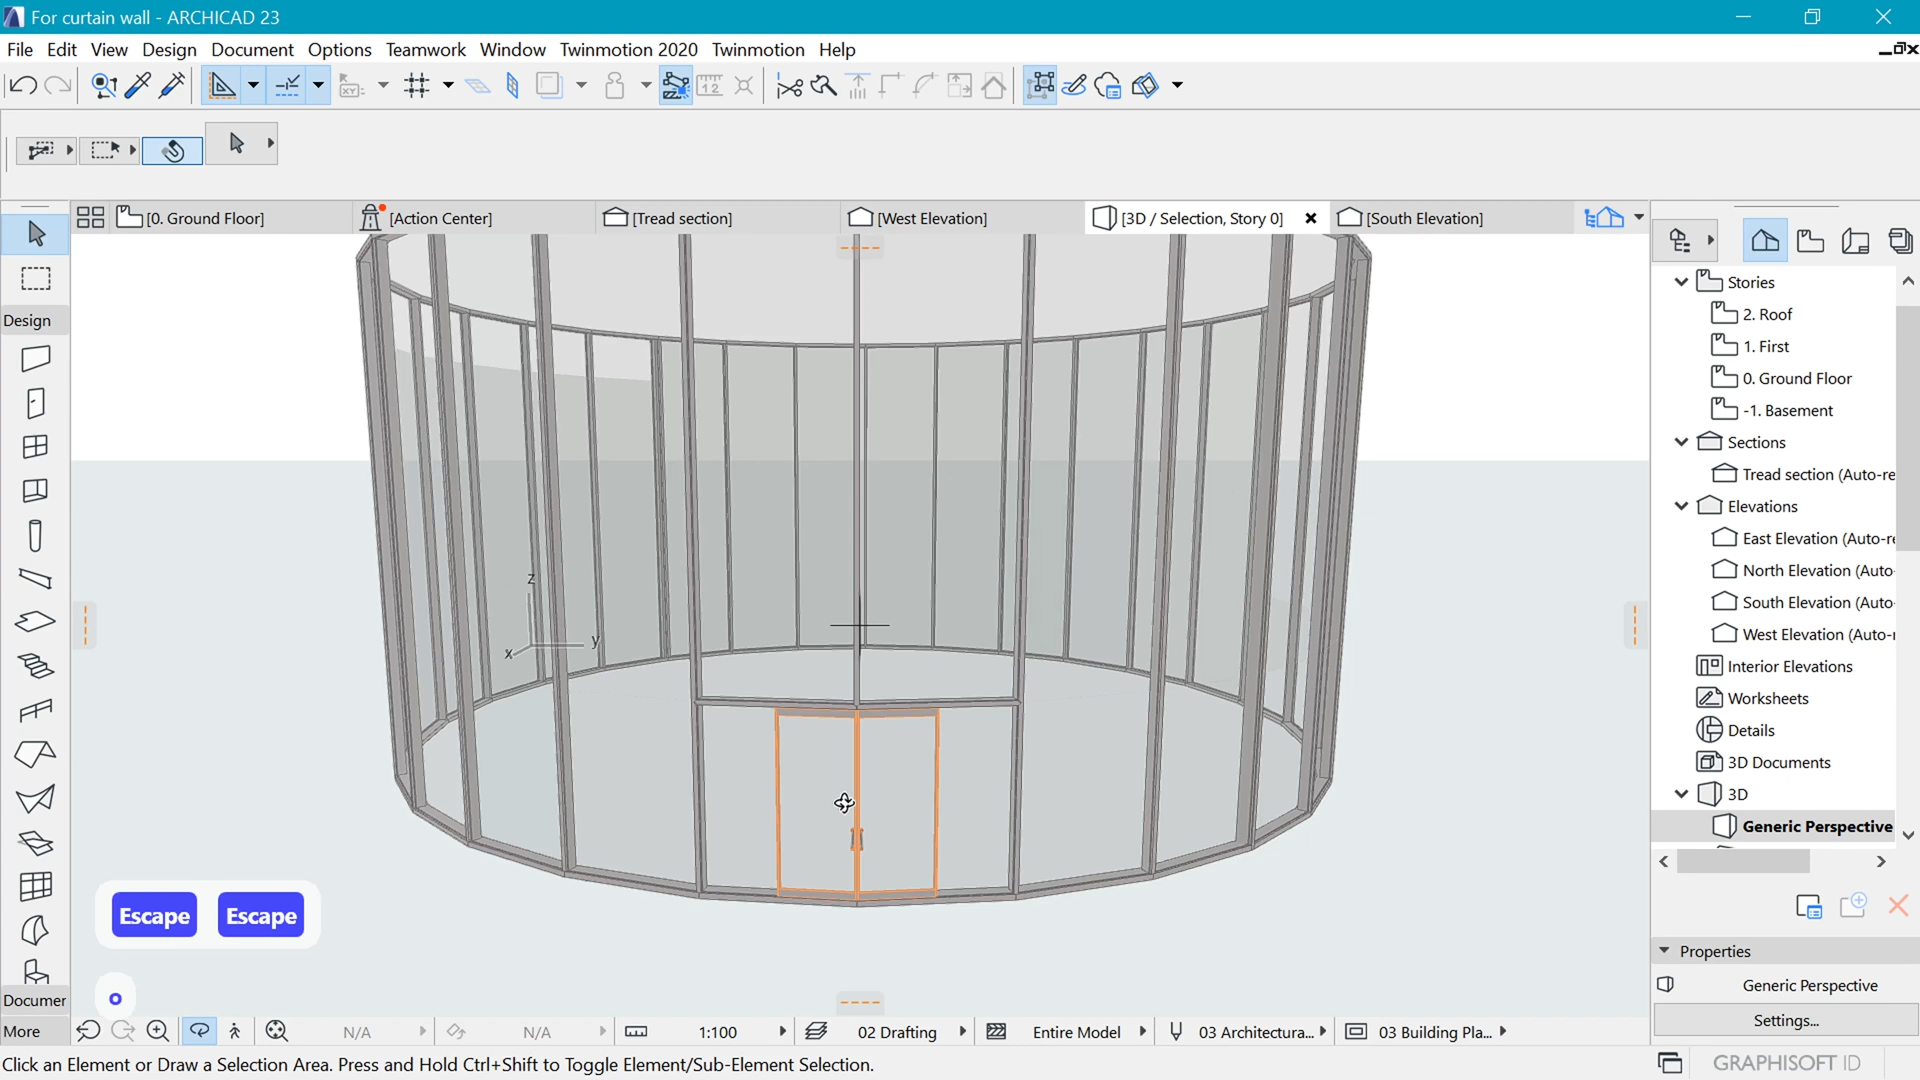 For curtain wall - ARCHICAD 23
File Edit View Design Document Options Teamwork Window Twinmotion 2020 Twinmotion Help
[0. Ground Floor] [Action Center] [Tread section] [West Elevation] [3D / Selection, Story 0] [South Elevation]
Design
Stories
2. Roof
1. First
0. Ground Floor
-1. Basement
Sections
Tread section (Auto-re
Elevations
East Elevation (Auto-re
North Elevation (Auto-
South Elevation (Auto-
West Elevation (Auto-r
Interior Elevations
Worksheets
Details
3D Documents
3D
Generic Perspective
z
y
x
Escape Escape
o
Properties
Generic Perspective
Settings...
Documer
More
N/A N/A 1:100 02 Drafting Entire Model 03 Architectura... 03 Building Pla...
Click an Element or Draw a Selection Area. Press and Hold Ctrl+Shift to Toggle Element/Sub-Element Selection.
GRAPHISOFT ID